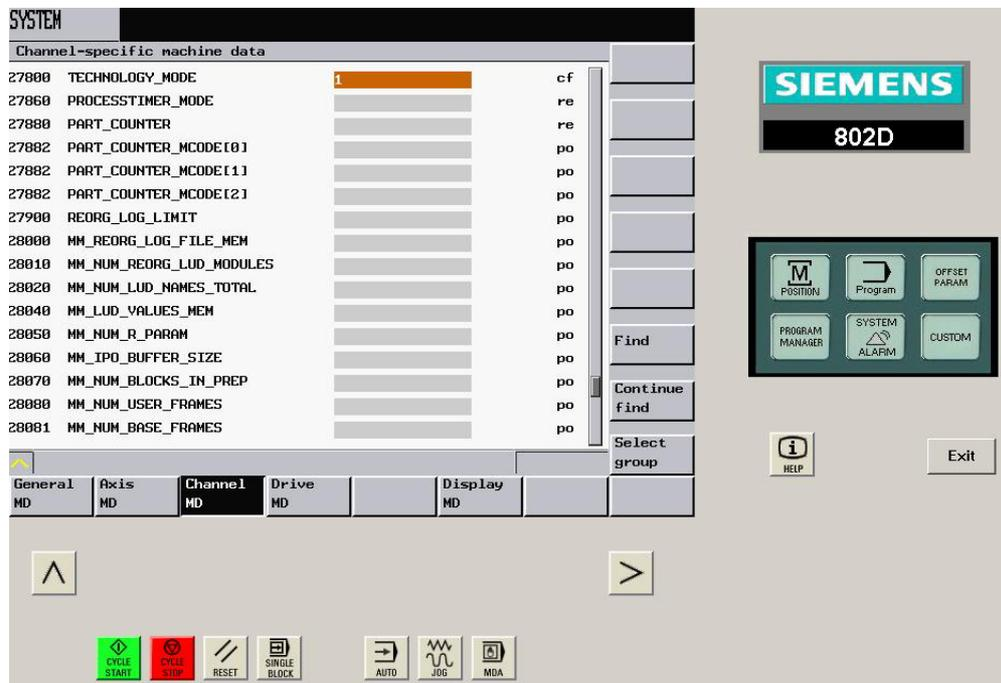 SYSTEM
Channel-specific machine data
27800 TECHNOLOGY_MODE 1 cf
27860 PROCESSTIMER_MODE re
27880 PART_COUNTER re
27882 PART_COUNTER_MCODE[0] po
27882 PART_COUNTER_MCODE[1] po
27882 PART_COUNTER_MCODE[2] po
27900 REORG_LOG_LIMIT po
28000 MM_REORG_LOG_FILE_MEM po
28010 MM_NUM_REORG_LUD_MODULES po
28020 MM_NUM_LUD_NAMES_TOTAL po
28040 MM_LUD_VALUES_MEM po
28050 MM_NUM_R_PARAM po
28060 MM_IPO_BUFFER_SIZE po
28070 MM_NUM_BLOCKS_IN_PREP po
28080 MM_NUM_USER_FRAMES po
28081 MM_NUM_BASE_FRAMES po
Find
Continue
find
Select
group
General
MD
Axis
MD
Channel
MD
Drive
MD
Display
MD
SIEMENS
802D
M
POSITION
Program
OFFSET
PARAM
PROGRAM
MANAGER
SYSTEM
ALARM
CUSTOM
i
HELP
Exit
>
CYCLE
START
CYCLE
STOP
RESET
SINGLE
BLOCK
AUTO
JOG
MDA